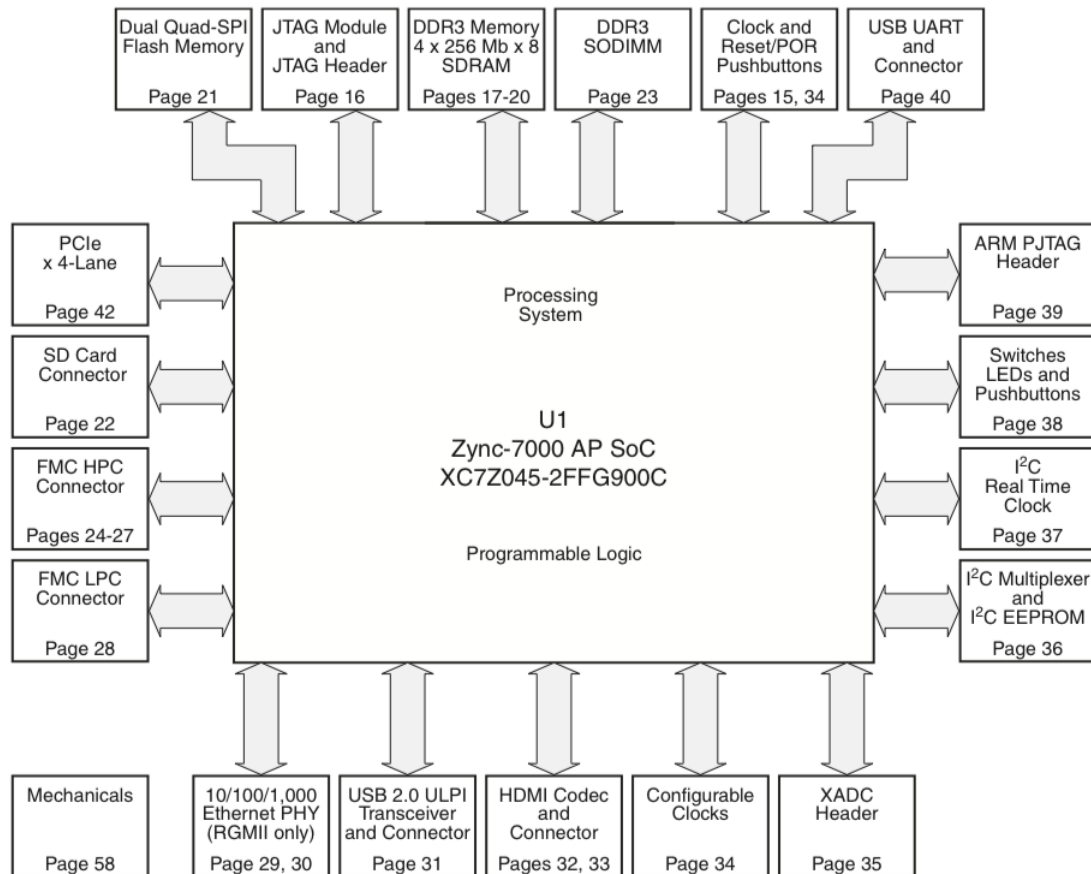 Dual Quad-SPI
Flash Memory
Page 21
JTAG Module
and
JTAG Header
Page 16
DDR3 Memory
4 x 256 Mb x 8
SDRAM
Pages 17-20
DDR3
SODIMM
Page 23
Clock and
Reset/POR
Pushbuttons
Pages 15, 34
USB UART
and
Connector
Page 40
PCIe
x 4-Lane
Page 42
SD Card
Connector
Page 22
FMC HPC
Connector
Pages 24-27
FMC LPC
Connector
Page 28
Processing
System
U1
Zync-7000 AP SoC
XC7Z045-2FFG900C
Programmable Logic
ARM PJTAG
Header
Page 39
Switches
LEDs and
Pushbuttons
Page 38
I²C
Real Time
Clock
Page 37
I²C Multiplexer
and
I²C EEPROM
Page 36
Mechanicals
Page 58
10/100/1,000
Ethernet PHY
(RGMII only)
Page 29, 30
USB 2.0 ULPI
Transceiver
and Connector
Page 31
HDMI Codec
and
Connector
Pages 32, 33
Configurable
Clocks
Page 34
XADC
Header
Page 35